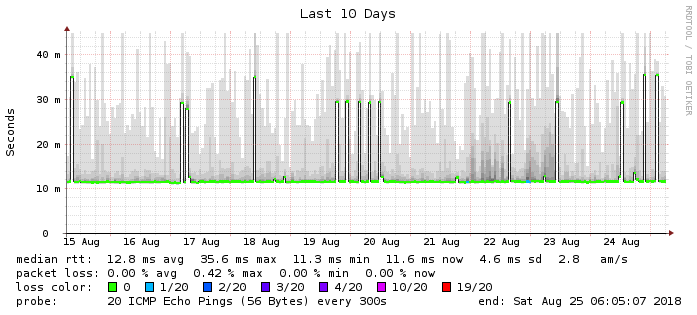 Last 10 Days
RRDTOOL / TOBI OETIKER
Seconds
40 m
30 m
20 m
10 m
0
15 Aug 16 Aug 17 Aug 18 Aug 19 Aug 20 Aug 21 Aug 22 Aug 23 Aug 24 Aug
median rtt: 12.8 ms avg 35.6 ms max 11.3 ms min 11.6 ms now 4.6 ms sd 2.8 am/s
packet loss: 0.00 % avg 0.42 % max 0.00 % min 0.00 % now
loss color: 0 1/20 2/20 3/20 4/20 10/20 19/20
probe: 20 ICMP Echo Pings (56 Bytes) every 300s end: Sat Aug 25 06:05:07 2018